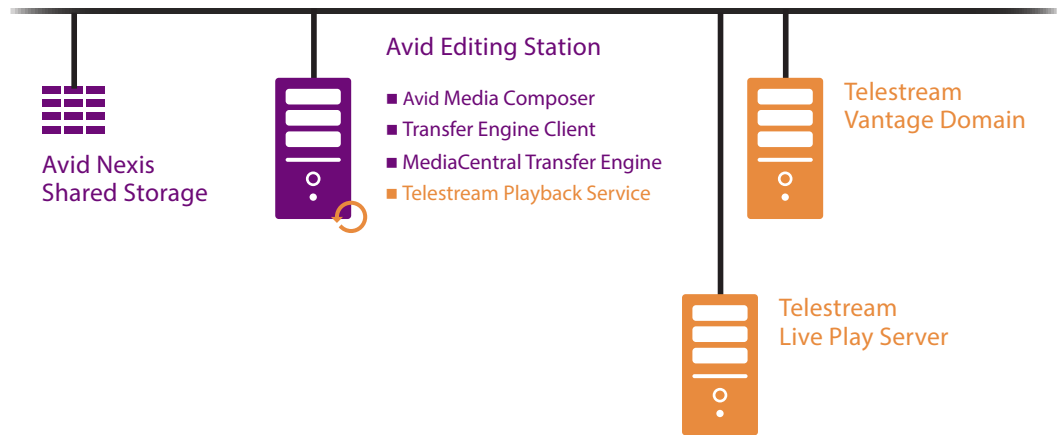 Avid Nexis
Shared Storage
Avid Editing Station
■ Avid Media Composer
■ Transfer Engine Client
■ MediaCentral Transfer Engine
■ Telestream Playback Service
Telestream
Vantage Domain
Telestream
Live Play Server